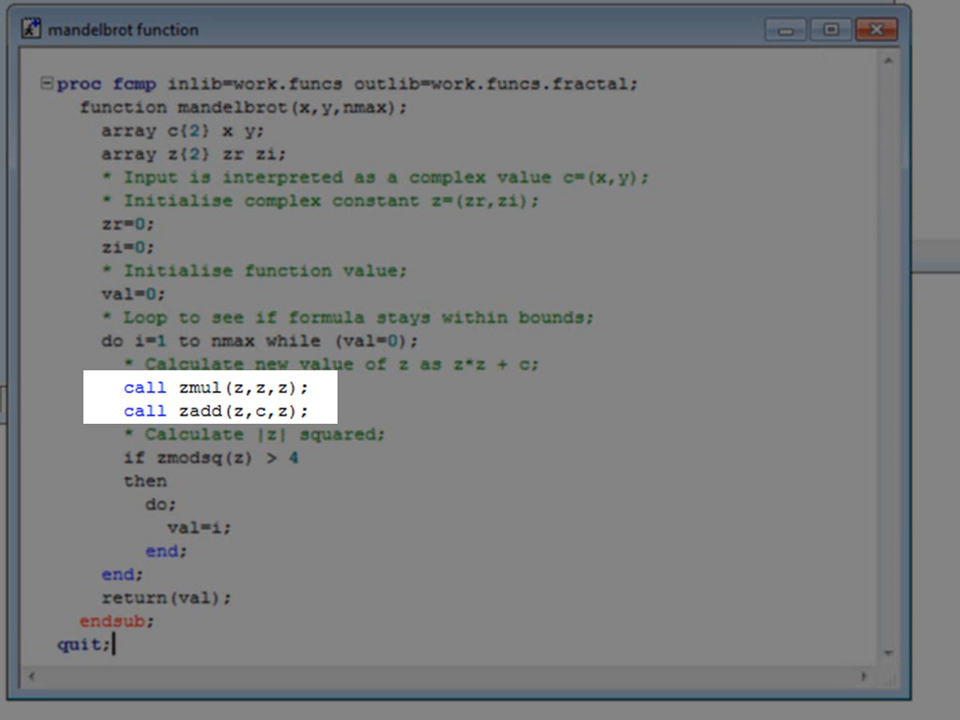 mandelbrot function
proc fcmp inlib=work.funcs outlib=work.funcs.fractal;
function mandelbrot(x,y,nmax);
array c{2} x y;
array z{2} zr zi;
* Input is interpreted as a complex value c=(x,y);
* Initialise complex constant z=(zr,zi);
zr=0;
zi=0;
* Initialise function value;
val=0;
* Loop to see if formula stays within bounds;
do i=1 to nmax while (val=0);
* Calculate new value of z as z*z + c;
call zmul(z,z,z);
call zadd(z,c,z);
* Calculate |z| squared;
if zmodsq(z) > 4
then
do;
val=i;
end;
end;
return(val);
endsub;
quit;